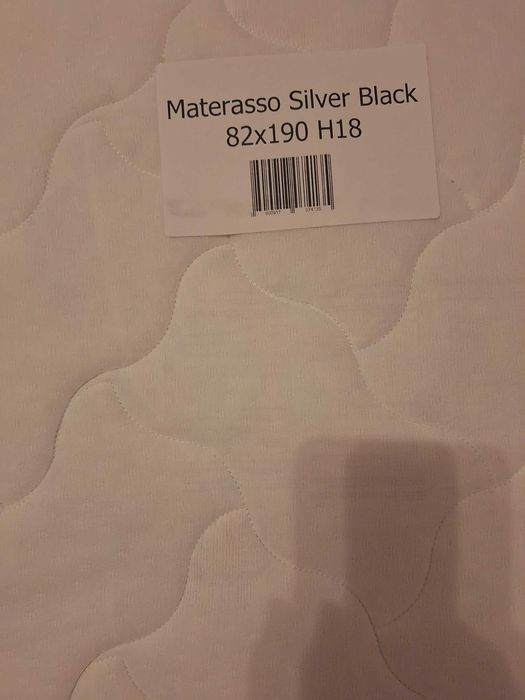 Materasso Silver Black
82x190 H18